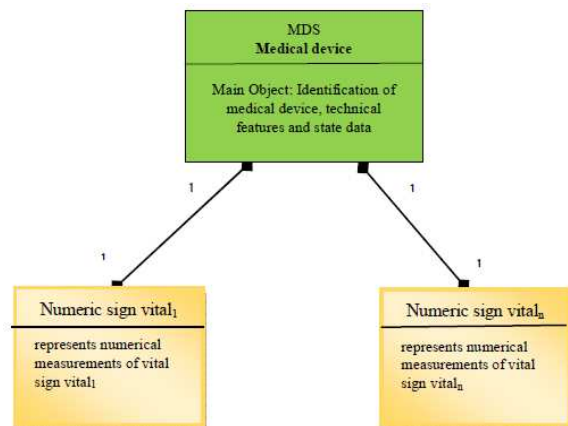 MDS
Medical device
Main Object: Identification of
medical device, technical
features and state data
1
1
1
1
Numeric sign vital₁
represents numerical
measurements of vital
sign vital₁
Numeric sign vitalₙ
represents numerical
measurements of vital
sign vitalₙ